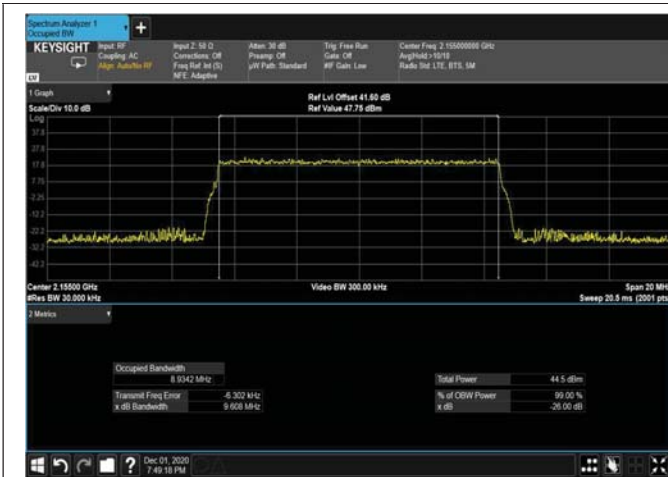 Spectrum Analyzer 1
Occupied BW
KEYSIGHT
Input: RF
Coupling: AC
Align: Auto/No RF
Input Z: 50 Ω
Corrections: Off
Freq Ref: Int (S)
NFE: Adaptive
Atten: 30 dB
Preamp: Off
µW Path: Standard
Trig: Free Run
Gate: Off
#IF Gain: Low
Center Freq: 2.155000000 GHz
Avg|Hold:>10/10
Radio Std: LTE, BTS, 5M
1 Graph
Scale/Div 10.0 dB
Ref Lvl Offset 41.60 dB
Ref Value 47.75 dBm
Log
37.8
27.8
17.8
7.75
-2.25
-12.2
-22.2
-32.2
-42.2
Center 2.15500 GHz
#Res BW 30.000 kHz
Video BW 300.00 kHz
Span 20 MH
Sweep 20.5 ms (2001 pts
2 Metrics
Occupied Bandwidth
8.9342 MHz
Transmit Freq Error -6.302 kHz
x dB Bandwidth 9.608 MHz
Total Power 44.5 dBm
% of OBW Power 99.00 %
x dB -26.00 dB
Dec 01, 2020
7:49:18 PM